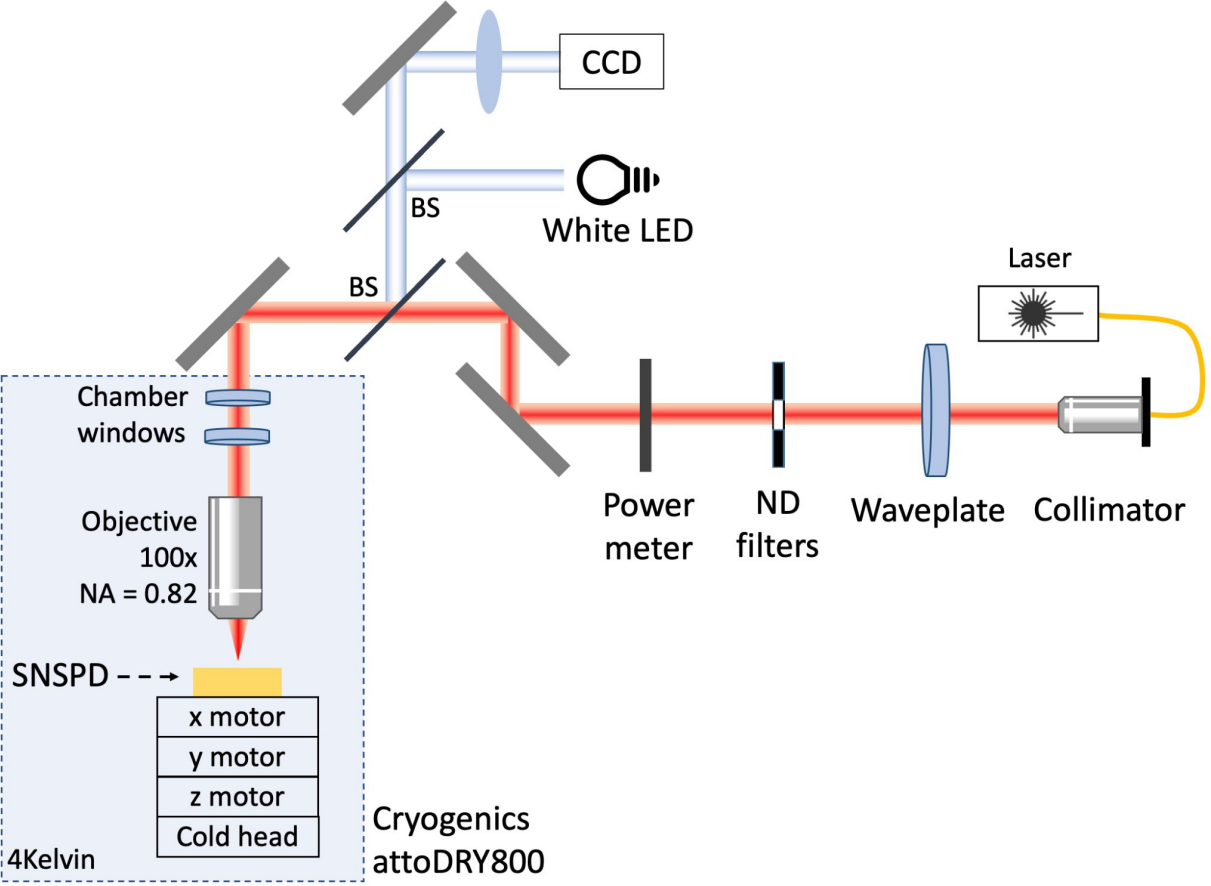 CCD
BS
White LED
BS
Laser
Chamber
windows
Power
meter
ND
filters
Waveplate
Collimator
Objective
100x
NA = 0.82
SNSPD
x motor
y motor
z motor
Cold head
4Kelvin
Cryogenics
attoDRY800